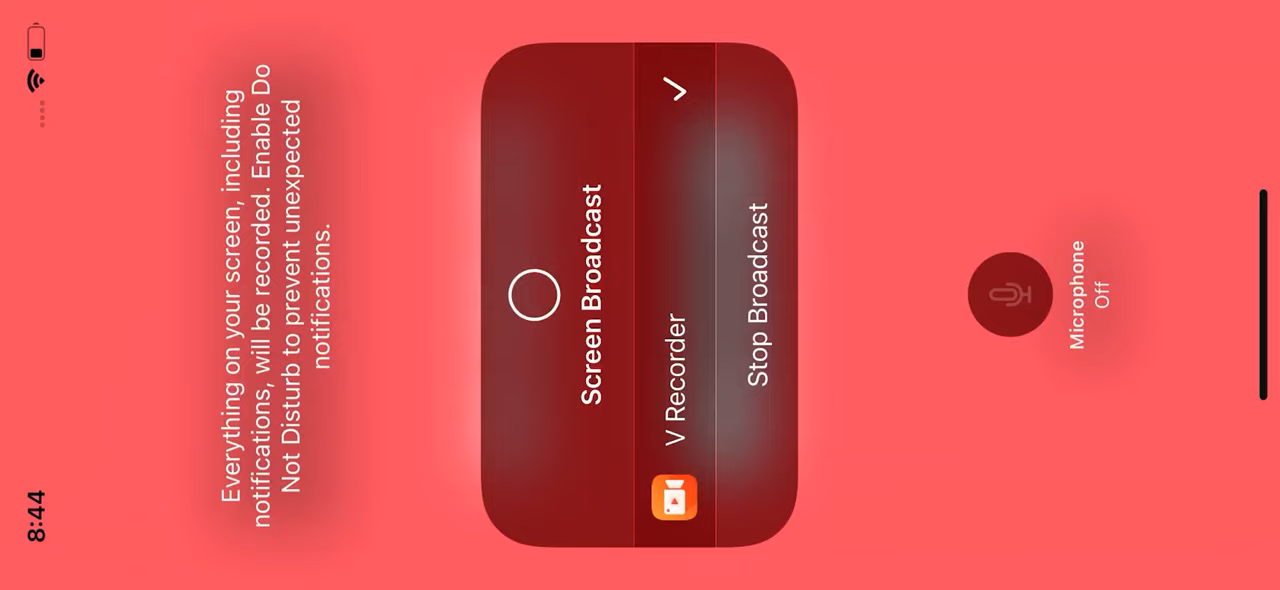 8:44
Everything on your screen, including
notifications, will be recorded. Enable Do
Not Disturb to prevent unexpected
notifications.
Screen Broadcast
V Recorder
Stop Broadcast
Microphone
Off